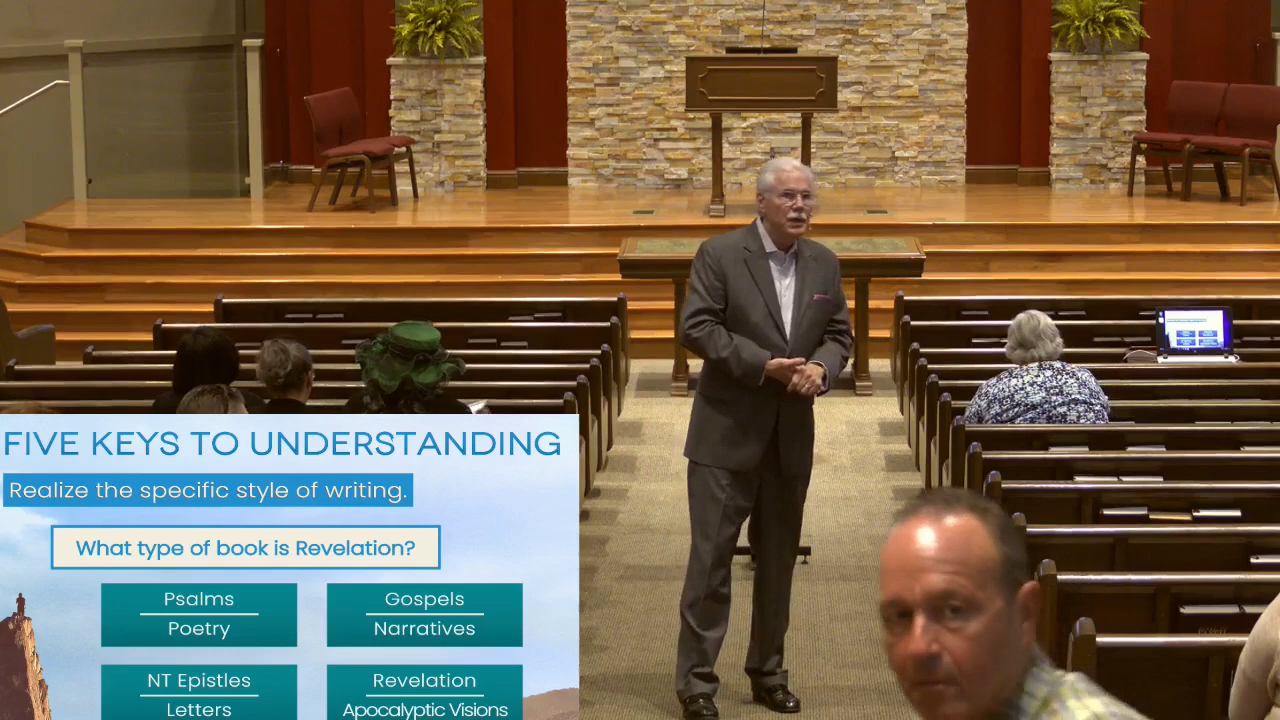 FIVE KEYS TO UNDERSTANDING
Realize the specific style of writing.
What type of book is Revelation?
Psalms
Poetry
Gospels
Narratives
NT Epistles
Letters
Revelation
Apocalyptic Visions